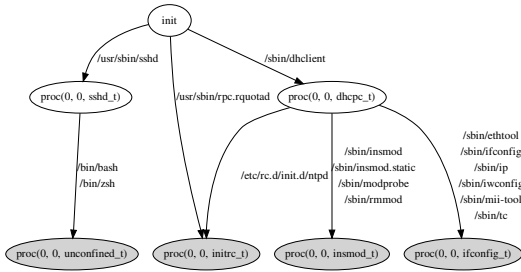 init
/usr/sbin/sshd
/sbin/dhclient
proc(0, 0, sshd_t)
/usr/sbin/rpc.rquotad
proc(0, 0, dhcpc_t)
/bin/bash
/bin/zsh
/etc/rc.d/init.d/ntpd
/sbin/insmod
/sbin/insmod.static
/sbin/modprobe
/sbin/rmmod
/sbin/ethtool
/sbin/ifconfig
/sbin/ip
/sbin/iwconfig
/sbin/mii-tool
/sbin/tc
proc(0, 0, unconfined_t)
proc(0, 0, initrc_t)
proc(0, 0, insmod_t)
proc(0, 0, ifconfig_t)